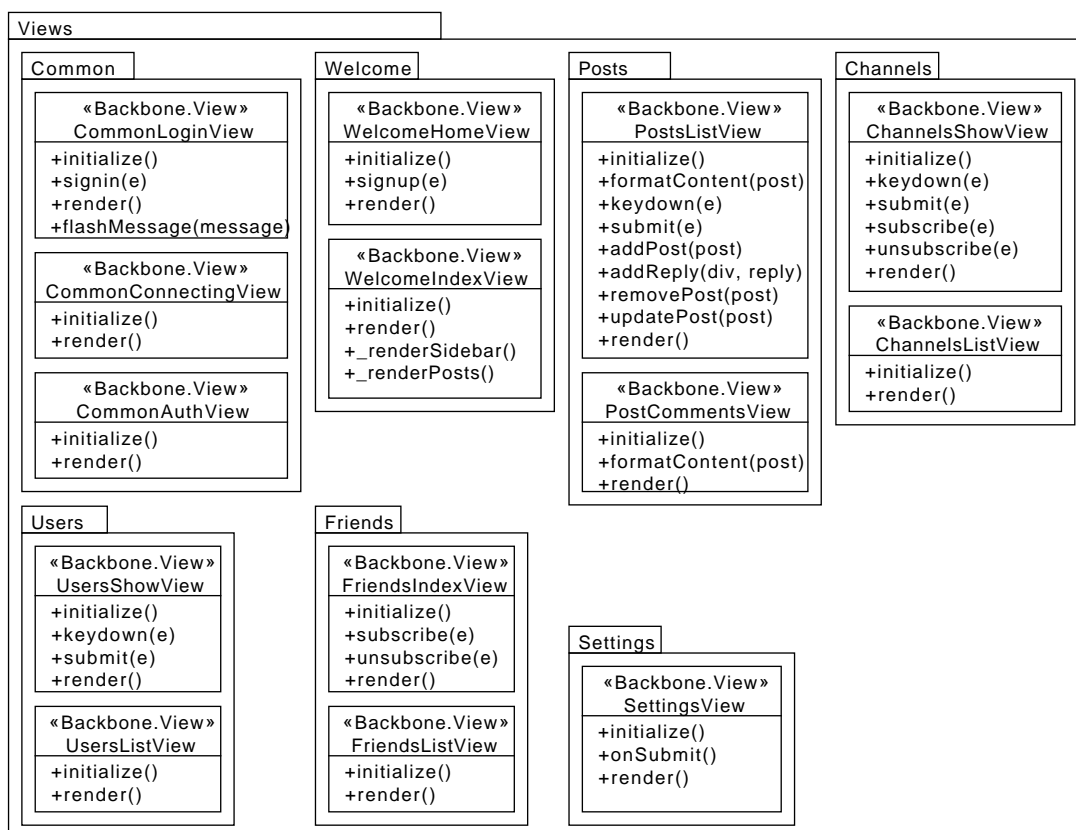 Views
Common
«Backbone.View»
CommonLoginView
+initialize()
+signin(e)
+render()
+flashMessage(message)
«Backbone.View»
CommonConnectingView
+initialize()
+render()
«Backbone.View»
CommonAuthView
+initialize()
+render()
Welcome
«Backbone.View»
WelcomeHomeView
+initialize()
+signup(e)
+render()
«Backbone.View»
WelcomeIndexView
+initialize()
+render()
+_renderSidebar()
+_renderPosts()
Posts
«Backbone.View»
PostsListView
+initialize()
+formatContent(post)
+keydown(e)
+submit(e)
+addPost(post)
+addReply(div, reply)
+removePost(post)
+updatePost(post)
+render()
«Backbone.View»
PostCommentsView
+initialize()
+formatContent(post)
+render()
Channels
«Backbone.View»
ChannelsShowView
+initialize()
+keydown(e)
+submit(e)
+subscribe(e)
+unsubscribe(e)
+render()
«Backbone.View»
ChannelsListView
+initialize()
+render()
Users
«Backbone.View»
UsersShowView
+initialize()
+keydown(e)
+submit(e)
+render()
«Backbone.View»
UsersListView
+initialize()
+render()
Friends
«Backbone.View»
FriendsIndexView
+initialize()
+subscribe(e)
+unsubscribe(e)
+render()
«Backbone.View»
FriendsListView
+initialize()
+render()
Settings
«Backbone.View»
SettingsView
+initialize()
+onSubmit()
+render()